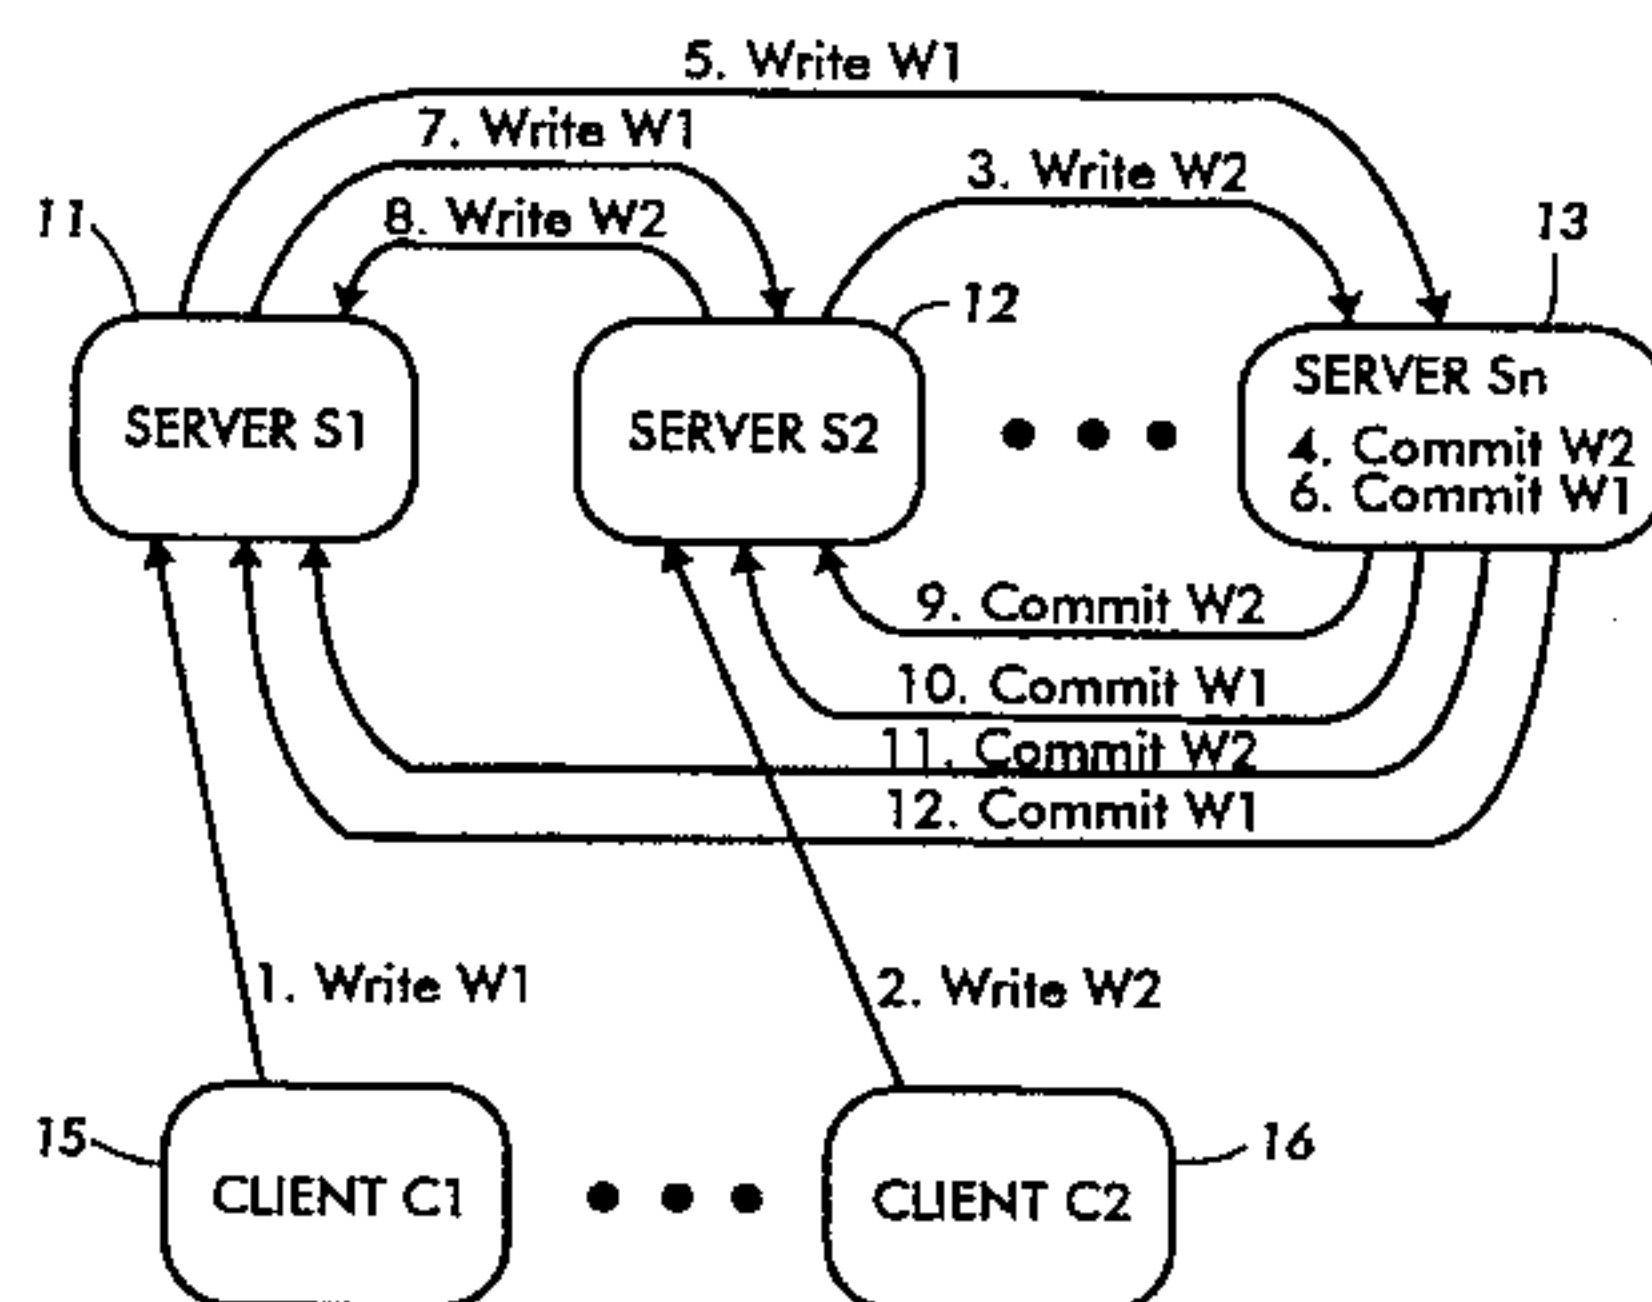 5. Write W1
7. Write W1
3. Write W2
11
8. Write W2
13
12
SERVER S1
SERVER S2
SERVER Sn
4. Commit W2
6. Commit W1
9. Commit W2
10. Commit W1
11. Commit W2
12. Commit W1
1. Write W1
2. Write W2
15
16
CLIENT C1
CLIENT C2